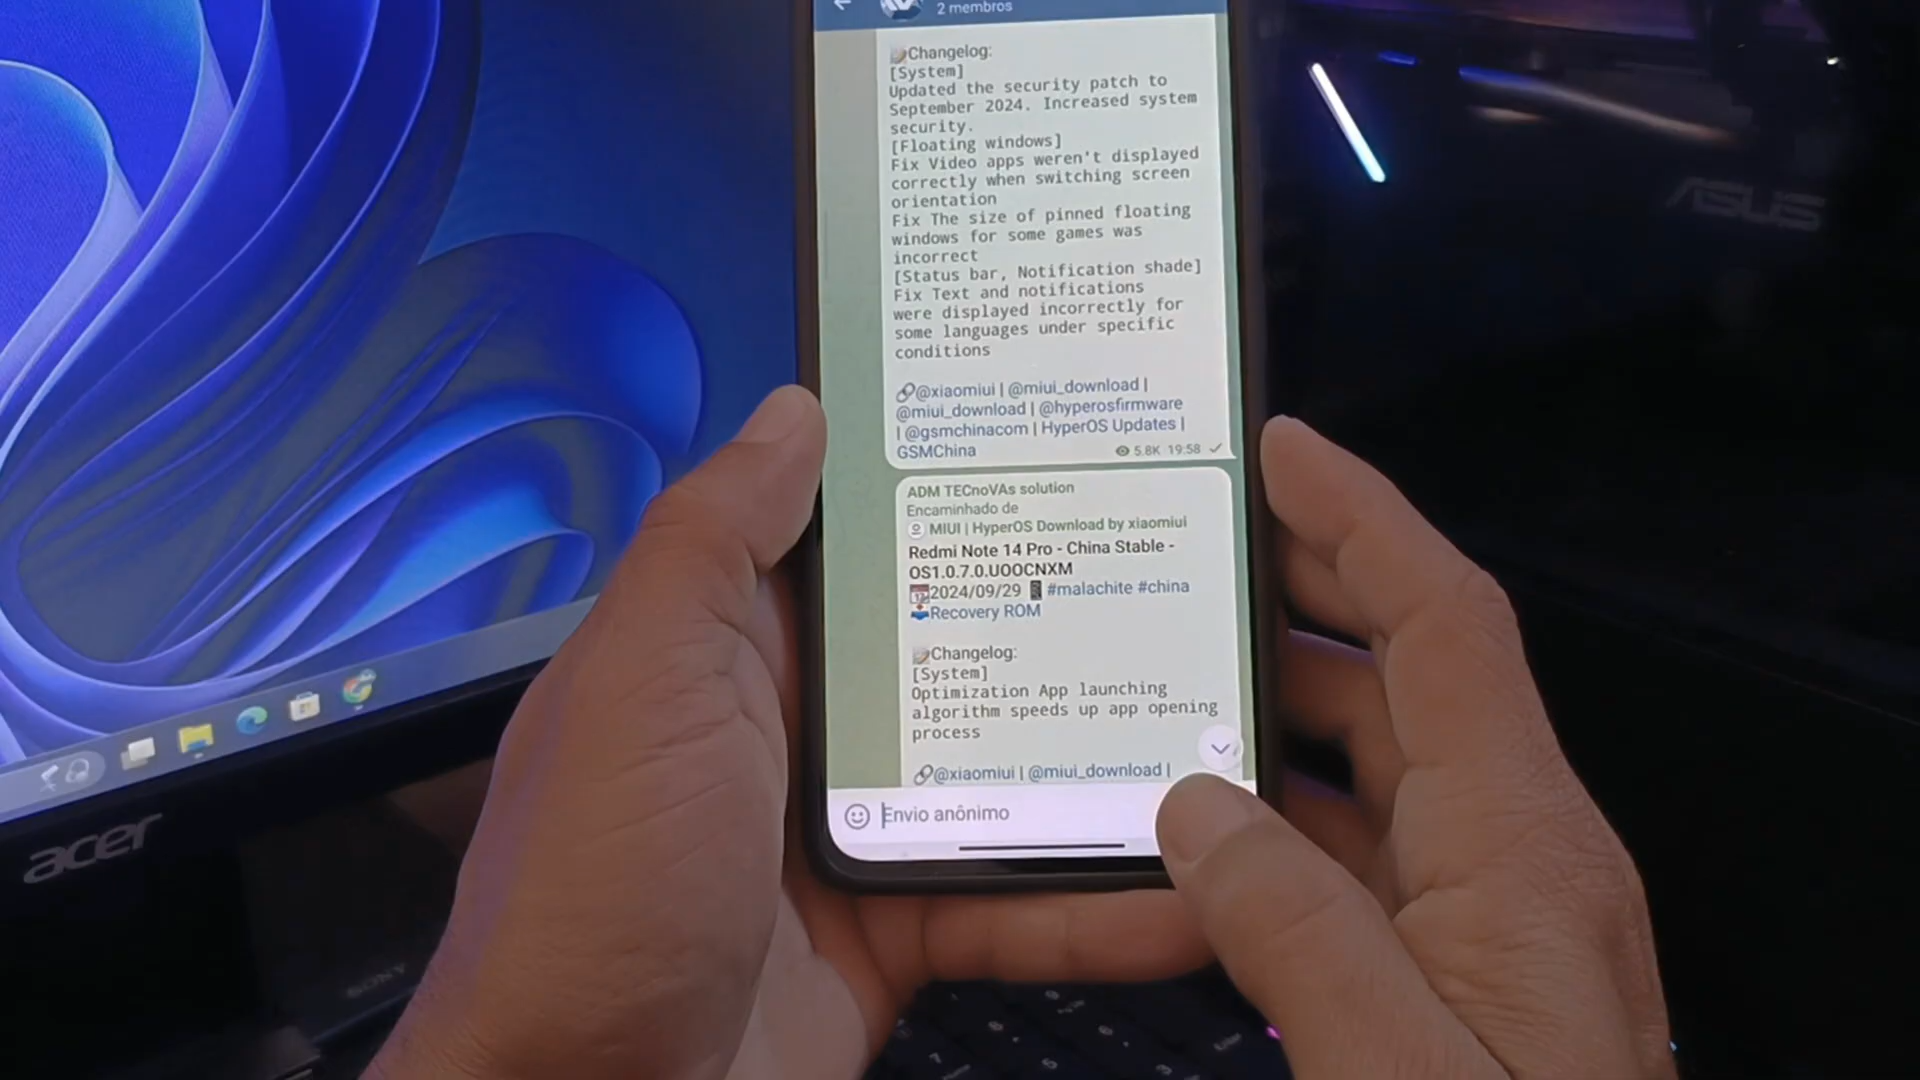 2 membros
Changelog:
[System]
Updated the security patch to
September 2024. Increased system
security.
[Floating windows]
Fix Video apps weren't displayed
correctly when switching screen
orientation
Fix The size of pinned floating
windows for some games was
incorrect
[Status bar, Notification shade]
Fix Text and notifications
were displayed incorrectly for
some languages under specific
conditions
@xiaomiui | @miui_download |
@miui_download | @hyperosfirmware
| @gsmchinacom | HyperOS Updates |
GSMChina
5.8K 19:58
ADM TECnoVAs solution
Encaminhado de
MIUI | HyperOS Download by xiaomiui
Redmi Note 14 Pro - China Stable -
OS1.0.7.0.UOOCNXM
2024/09/29 #malachite #china
Recovery ROM
Changelog:
[System]
Optimization App launching
algorithm speeds up app opening
process
@xiaomiui | @miui_download |
Envio anônimo
acer
ASUS
SONY